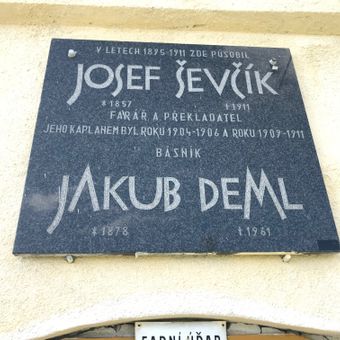 V LETECH 1895-1911 ZDE PŮSOBIL
JOSEF ŠEVČÍK
* 1857 † 1911
FARÁŘ A PŘEKLADATEL
JEHO KAPLANEM BYL ROKU 1904-1906 A ROKU 1909-1911
BÁSNÍK
JAKUB DEML
* 1878 † 1961
FARNÍ ÚŘAD